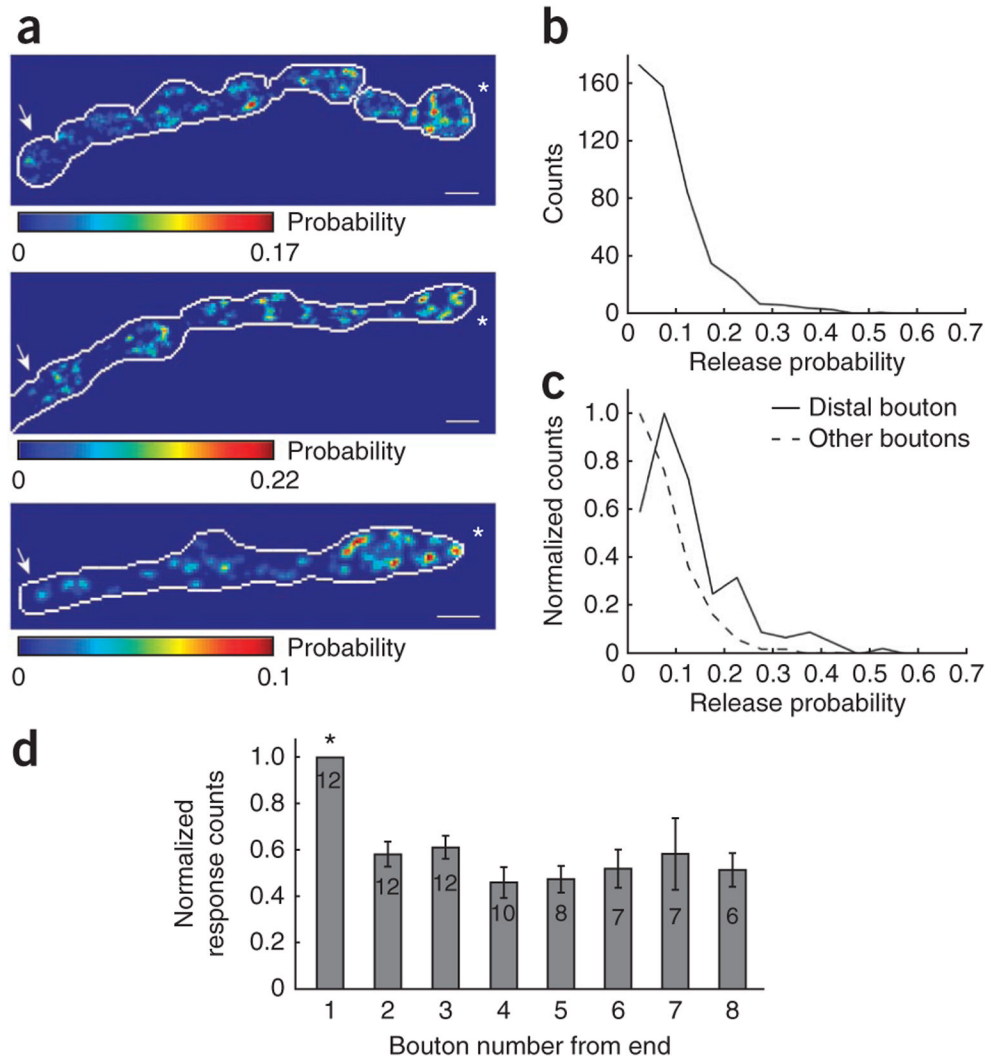 a
*
Probability
0 0.17
*
Probability
0 0.22
*
Probability
0 0.1
b
160
120
80
40
0
Counts
0 0.1 0.2 0.3 0.4 0.5 0.6 0.7
Release probability
c
Distal bouton
Other boutons
1.0
0.8
0.6
0.4
0.2
0
Normalized counts
0 0.1 0.2 0.3 0.4 0.5 0.6 0.7
Release probability
d
*
1.0
0.8
0.6
0.4
0.2
0
Normalized
response counts
12 12 12 10 8 7 7 6
1 2 3 4 5 6 7 8
Bouton number from end